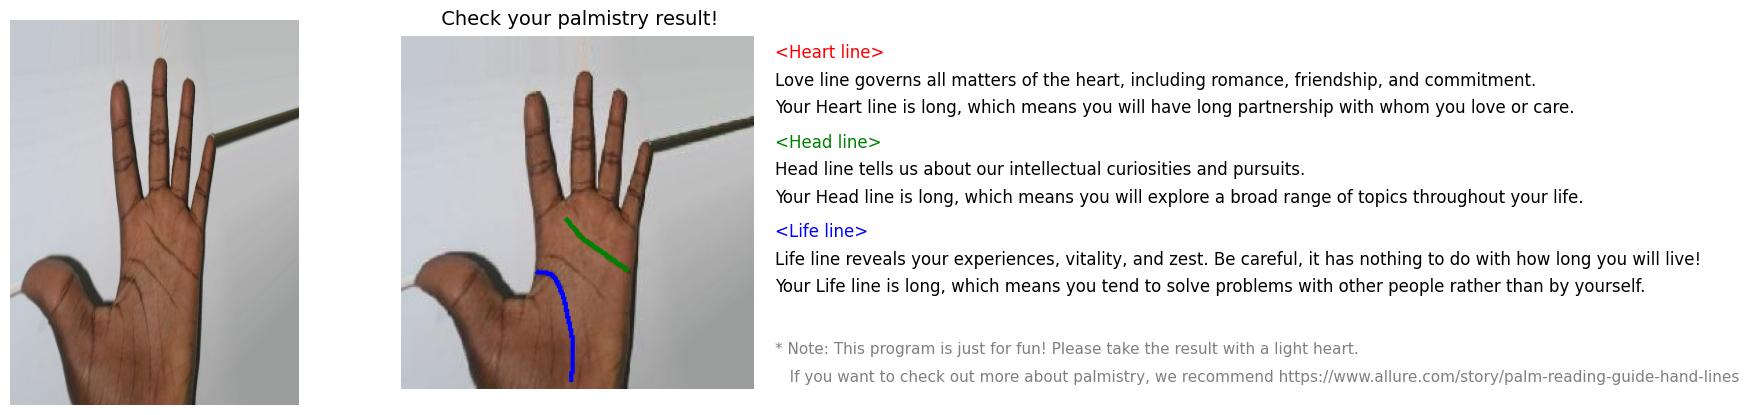 Check your palmistry result!
<Heart line>
Love line governs all matters of the heart, including romance, friendship, and commitment.
Your Heart line is long, which means you will have long partnership with whom you love or care.
<Head line>
Head line tells us about our intellectual curiosities and pursuits.
Your Head line is long, which means you will explore a broad range of topics throughout your life.
<Life line>
Life line reveals your experiences, vitality, and zest. Be careful, it has nothing to do with how long you will live!
Your Life line is long, which means you tend to solve problems with other people rather than by yourself.
* Note: This program is just for fun! Please take the result with a light heart.
If you want to check out more about palmistry, we recommend https://www.allure.com/story/palm-reading-guide-hand-lines